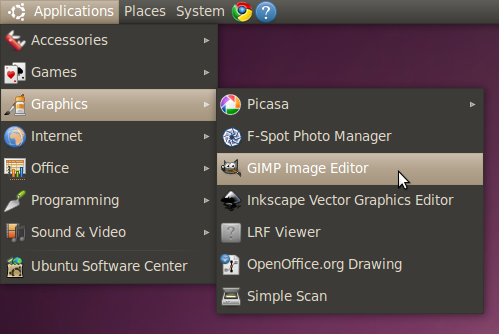 Applications Places System
Accessories
Games
Graphics
Internet
Office
Programming
Sound & Video
Ubuntu Software Center
Picasa
F-Spot Photo Manager
GIMP Image Editor
Inkscape Vector Graphics Editor
LRF Viewer
OpenOffice.org Drawing
Simple Scan